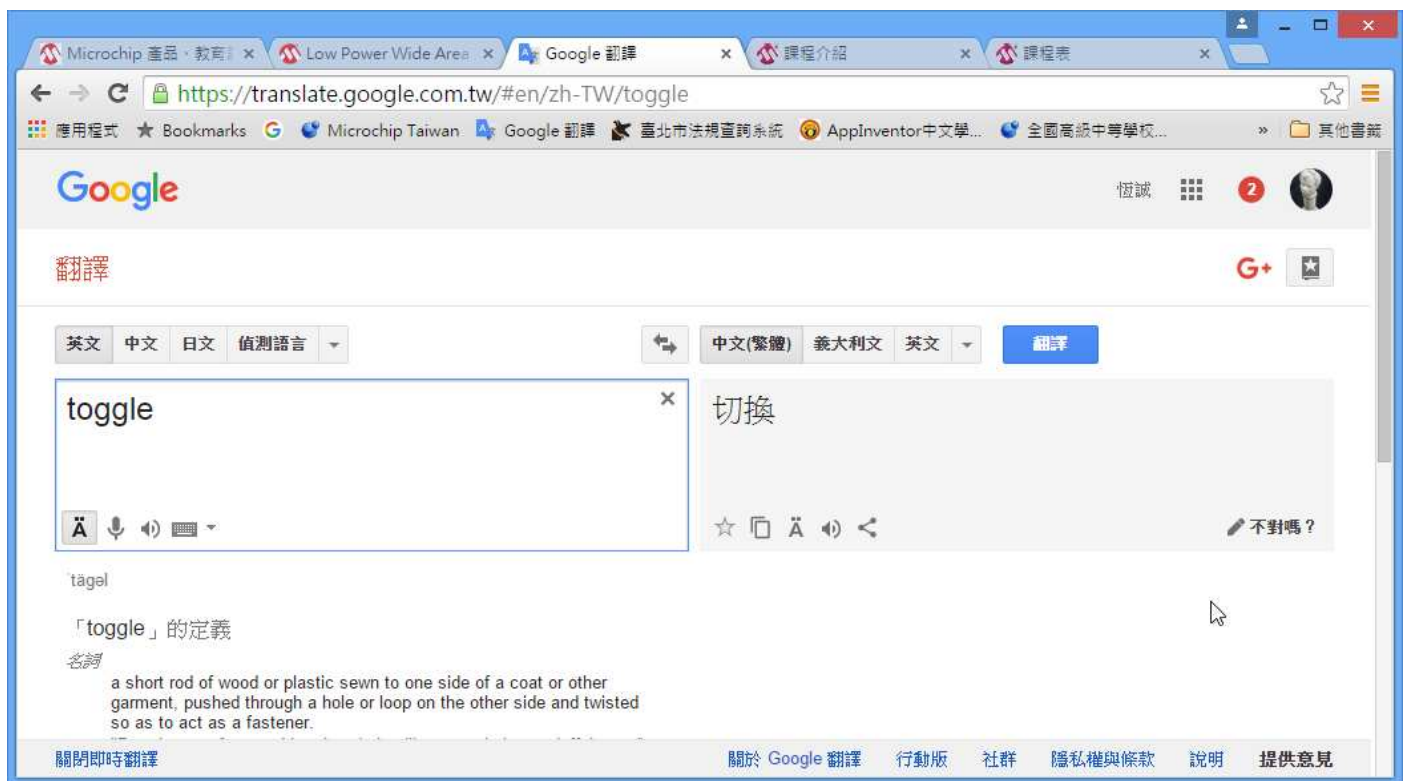 Microchip 產品、教育
Low Power Wide Area
Google 翻譯
課程介紹
課程表
https://translate.google.com.tw/#en/zh-TW/toggle
應用程式 Bookmarks Microchip Taiwan Google 翻譯 臺北市法規查詢系統 AppInventor中文學... 全國高級中等學校... » 其他書籤
Google
恆誠
2
翻譯
G+
英文 中文 日文 偵測語言
中文(繁體) 義大利文 英文
翻譯
toggle
切換
Ä
Ä
不對嗎？
ˈtägəl
「toggle」的定義
名詞
a short rod of wood or plastic sewn to one side of a coat or other
garment, pushed through a hole or loop on the other side and twisted
so as to act as a fastener.
關閉即時翻譯 關於 Google 翻譯 行動版 社群 隱私權與條款 說明 提供意見